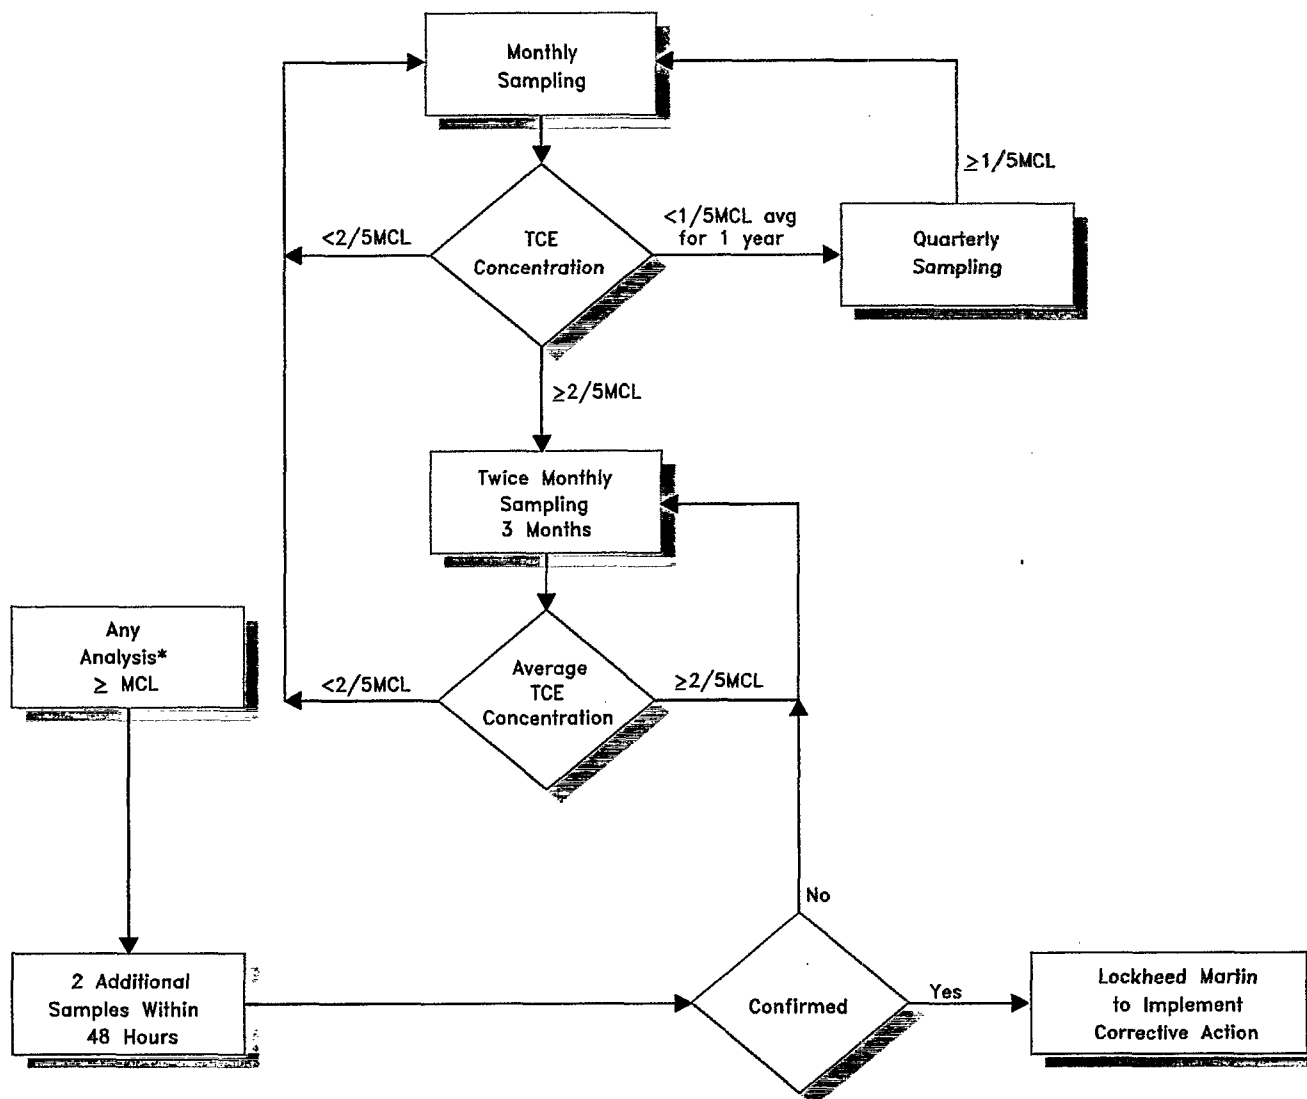 Monthly
Sampling
≥1/5MCL
<2/5MCL
TCE
Concentration
<1/5MCL avg
for 1 year
Quarterly
Sampling
≥2/5MCL
Twice Monthly
Sampling
3 Months
Any
Analysis*
≥ MCL
<2/5MCL
Average
TCE
Concentration
≥2/5MCL
No
2 Additional
Samples Within
48 Hours
Confirmed
Yes
Lockheed Martin
to Implement
Corrective Action